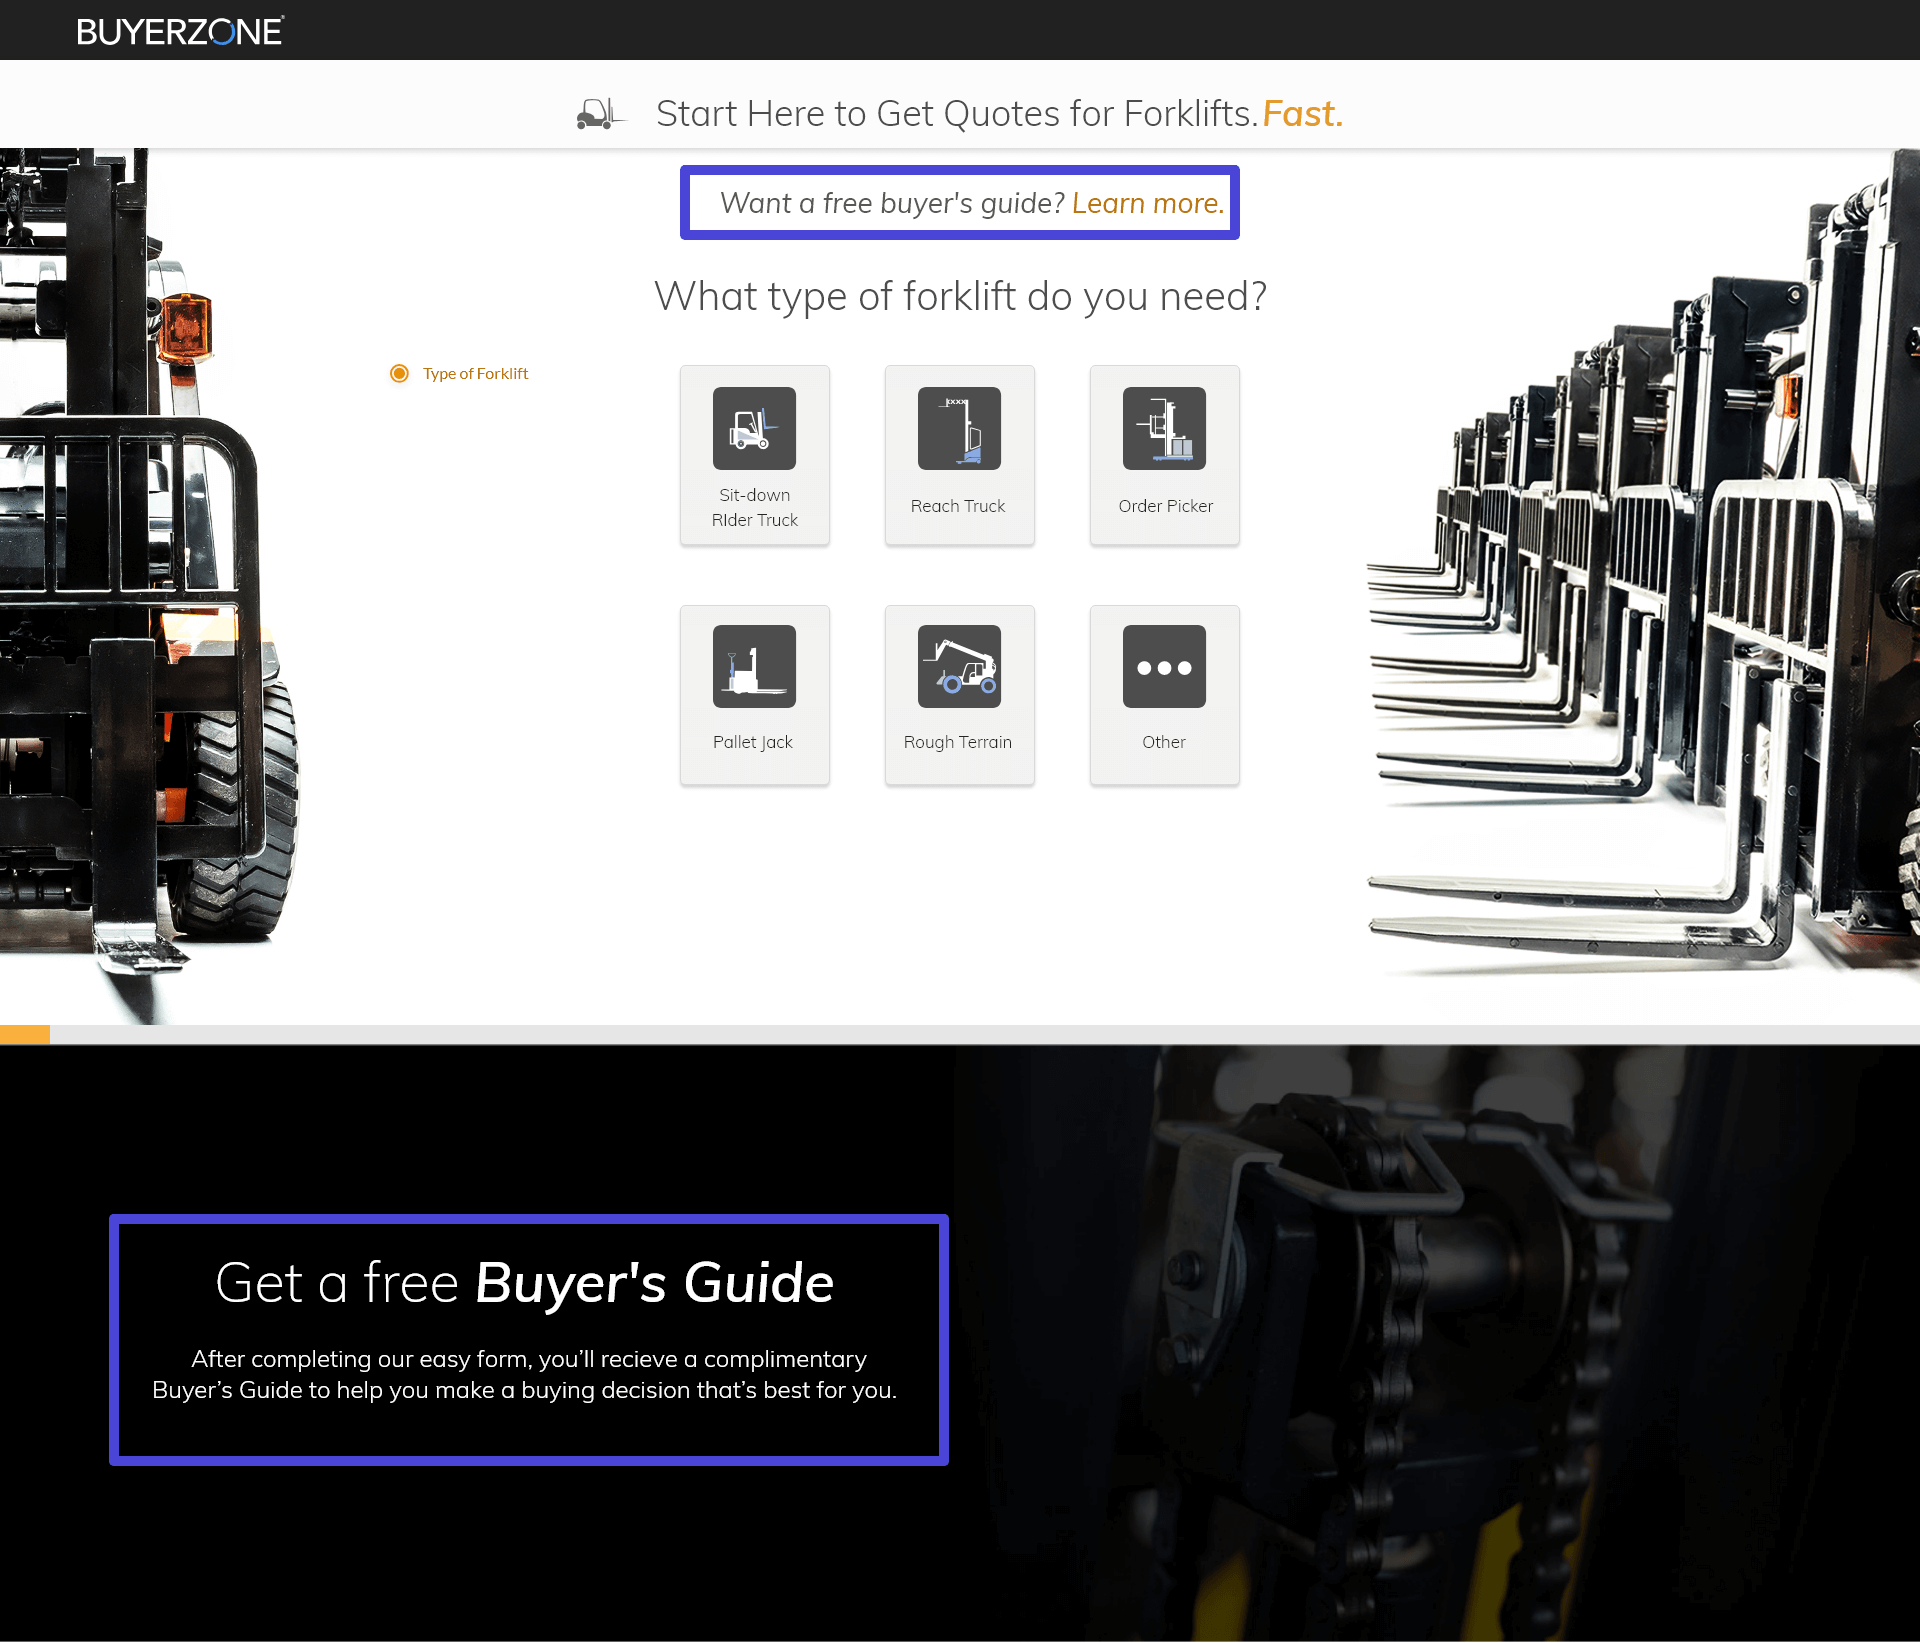 BUYERZONE®
Start Here to Get Quotes for Forklifts. Fast.
Want a free buyer's guide? Learn more.
What type of forklift do you need?
Type of Forklift
Sit-down
RIder Truck
Reach Truck
Order Picker
Pallet Jack
Rough Terrain
Other
Get a free Buyer's Guide
After completing our easy form, you’ll recieve a complimentary
Buyer’s Guide to help you make a buying decision that’s best for you.